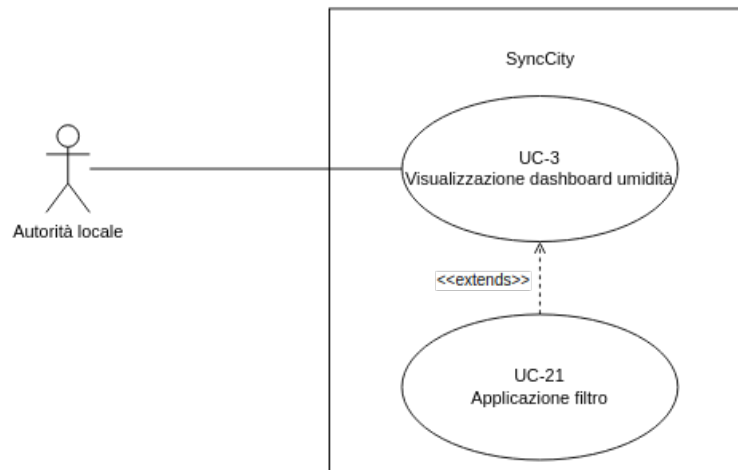 SyncCity
UC-3
Visualizzazione dashboard umidità
Autorità locale
<<extends>>
UC-21
Applicazione filtro